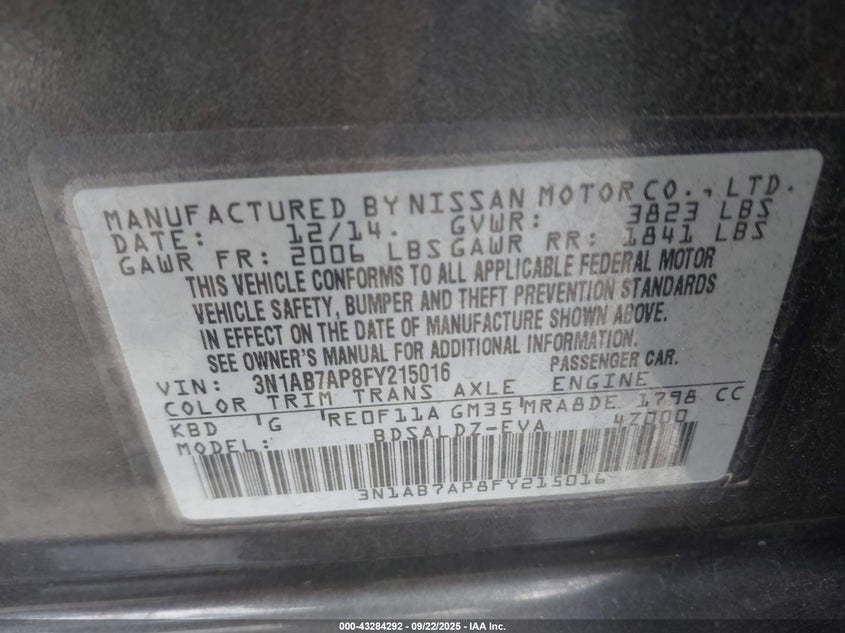 MANUFACTURED BY NISSAN MOTOR CO., LTD.
DATE: 12/14. GVWR: 3823 LBS
GAWR FR: 2006 LBS GAWR RR: 1841 LBS
THIS VEHICLE CONFORMS TO ALL APPLICABLE FEDERAL MOTOR
VEHICLE SAFETY, BUMPER AND THEFT PREVENTION STANDARDS
IN EFFECT ON THE DATE OF MANUFACTURE SHOWN ABOVE.
SEE OWNER'S MANUAL FOR ADDITIONAL INFORMATION.
VIN: 3N1AB7AP8FY215016 PASSENGER CAR.
COLOR TRIM TRANS AXLE ENGINE
KBD G RE0F11A GM35 MRA8DE 1798 CC
MODEL: BDSALDZ-EVA 47000
3N1AB7AP8FY215016
000-43284292 - 09/22/2025 - IAA Inc.